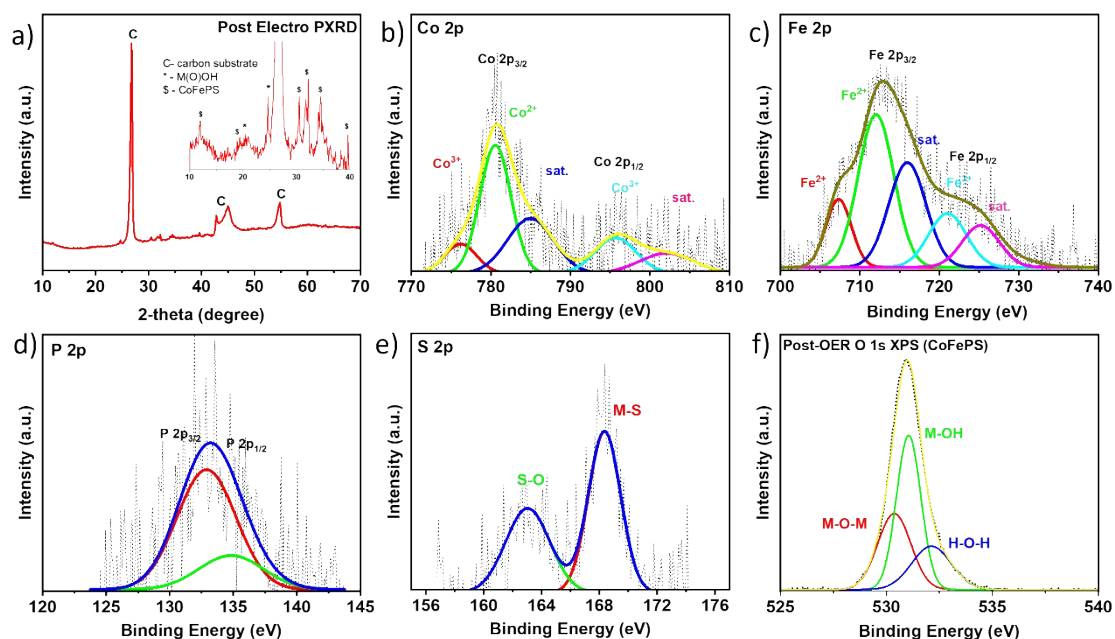 a)
Post Electro PXRD
C
C- carbon substrate
* - M(O)OH
$ - CoFePS
$
$
*
*
$
$
$
$
10 20 30 40
C
C
Intensity (a.u.)
10 20 30 40 50 60 70
2-theta (degree)
b)
Co 2p
Co 2p3/2
Co2+
Co3+
sat.
Co 2p1/2
Co3+
sat.
Intensity (a.u.)
770 780 790 800 810
Binding Energy (eV)
c)
Fe 2p
Fe 2p3/2
Fe2+
Fe2+
sat.
Fe 2p1/2
Fe2+
sat.
Intensity (a.u.)
700 710 720 730 740
Binding Energy (eV)
d)
P 2p
P 2p3/2
P 2p1/2
Intensity (a.u.)
120 125 130 135 140 145
Binding Energy (eV)
e)
S 2p
M-S
S-O
Intensity (a.u.)
156 160 164 168 172 176
Binding Energy (eV)
f)
Post-OER O 1s XPS (CoFePS)
M-OH
M-O-M
H-O-H
Intensity (a.u.)
525 530 535 540
Binding Energy (eV)